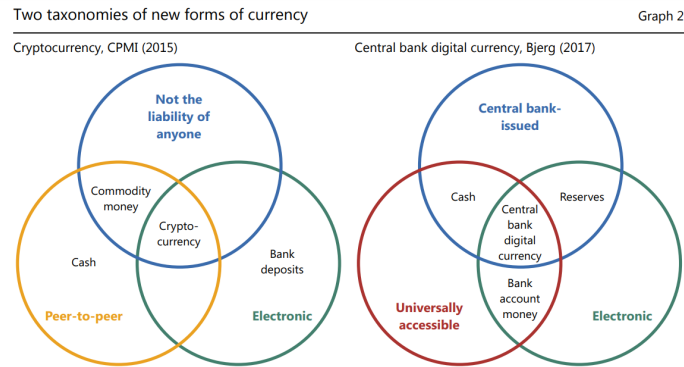 Two taxonomies of new forms of currency
Graph 2
Cryptocurrency, CPMI (2015)
Not the
liability of
anyone
Commodity
money
Crypto-
currency
Cash
Bank
deposits
Peer-to-peer
Electronic
Central bank digital currency, Bjerg (2017)
Central bank-
issued
Cash
Reserves
Central
bank
digital
currency
Bank
account
money
Universally
accessible
Electronic